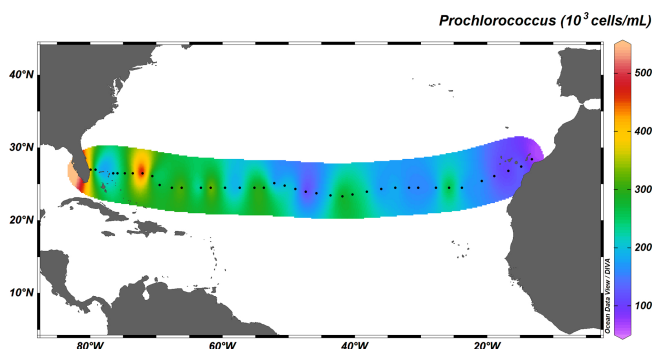 Prochlorococcus (10³ cells/mL)
40°N
30°N
20°N
10°N
80°W
60°W
40°W
20°W
500
400
300
200
100
Ocean Data View / DIVA